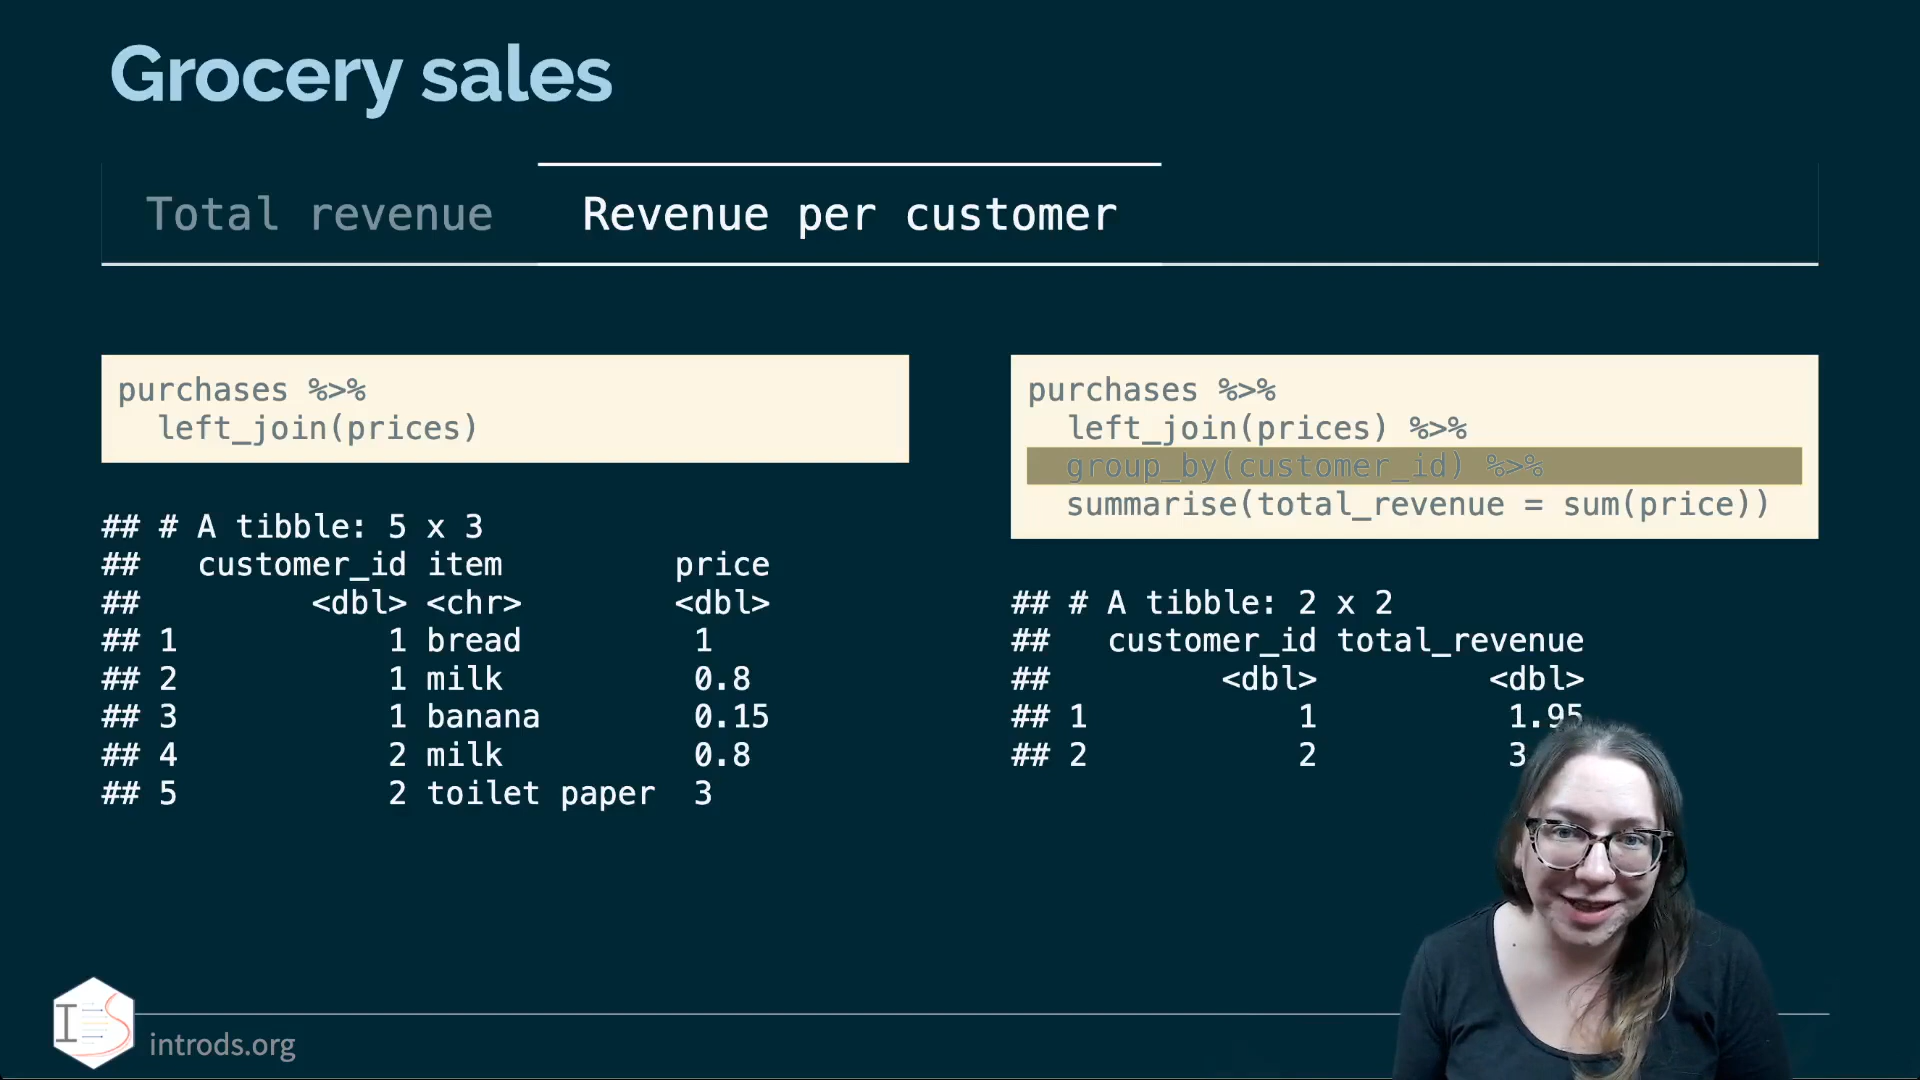 Grocery sales
Total revenue
Revenue per customer
purchases %>%
  left_join(prices)
## # A tibble: 5 x 3
##   customer_id item         price
##         <dbl> <chr>        <dbl>
## 1           1 bread         1
## 2           1 milk          0.8
## 3           1 banana        0.15
## 4           2 milk          0.8
## 5           2 toilet paper  3
purchases %>%
  left_join(prices) %>%
  group_by(customer_id) %>%
  summarise(total_revenue = sum(price))
## # A tibble: 2 x 2
##   customer_id total_revenue
##         <dbl>         <dbl>
## 1           1          1.95
## 2           2          3
IS
introds.org